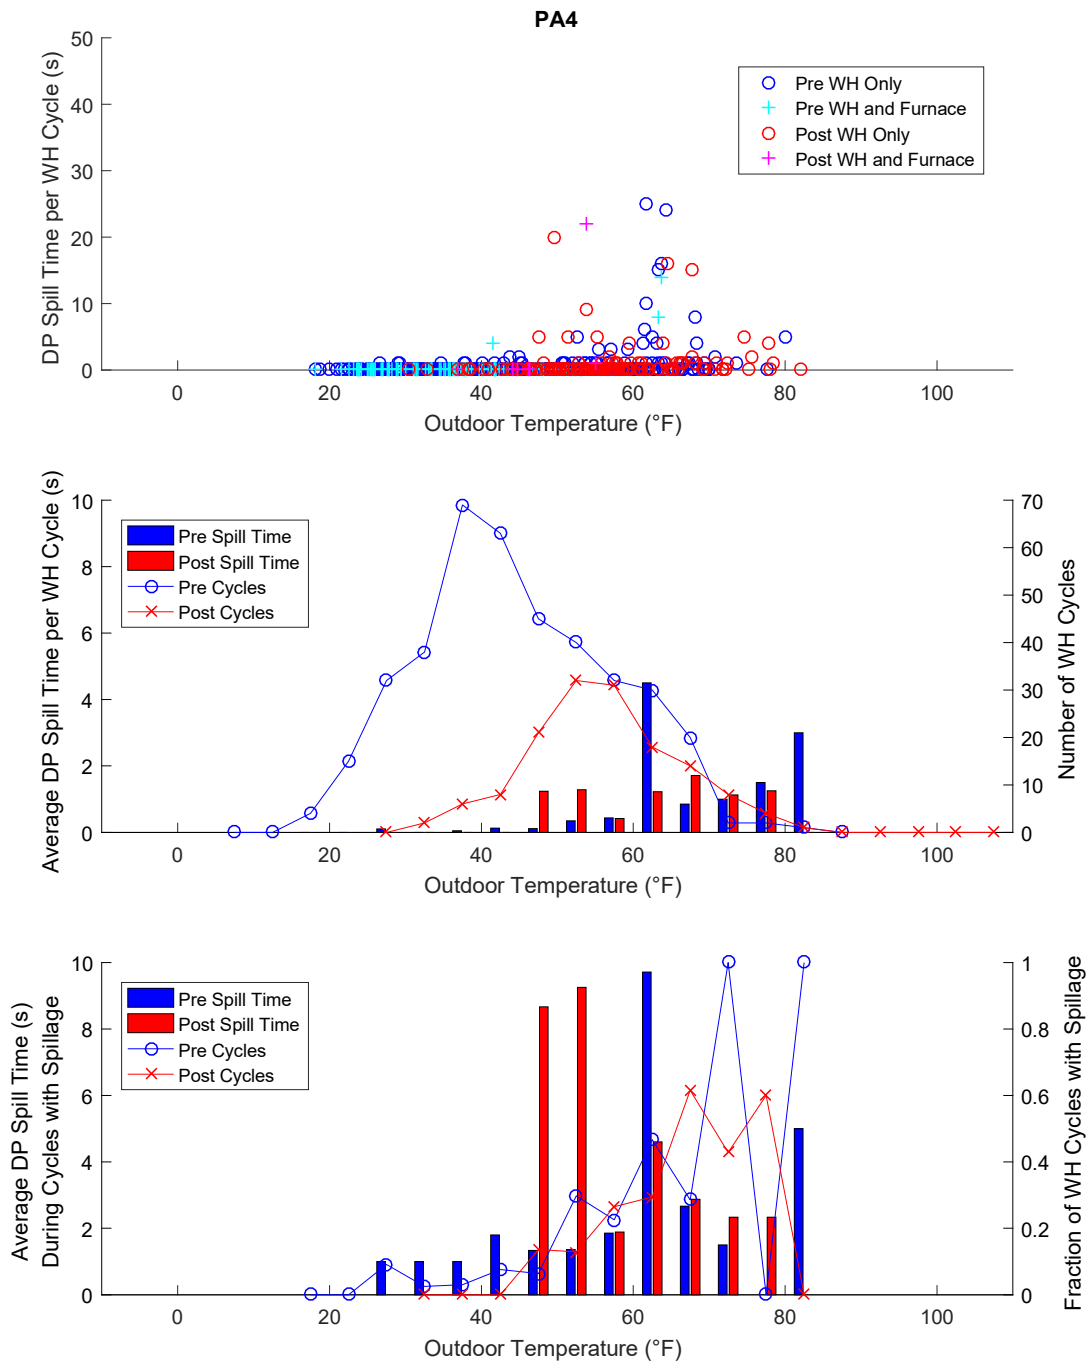 PA4
DP Spill Time per WH Cycle (s)
50
40
30
20
10
0
Pre WH Only
Pre WH and Furnace
Post WH Only
Post WH and Furnace
0 20 40 60 80 100
Outdoor Temperature (°F)
Average DP Spill Time per WH Cycle (s)
10
8
6
4
2
0
Pre Spill Time
Post Spill Time
Pre Cycles
Post Cycles
70
60
50
40
30
20
10
0
Number of WH Cycles
0 20 40 60 80 100
Outdoor Temperature (°F)
Average DP Spill Time (s)
During Cycles with Spillage
10
8
6
4
2
0
Pre Spill Time
Post Spill Time
Pre Cycles
Post Cycles
1
0.8
0.6
0.4
0.2
0
Fraction of WH Cycles with Spillage
0 20 40 60 80 100
Outdoor Temperature (°F)